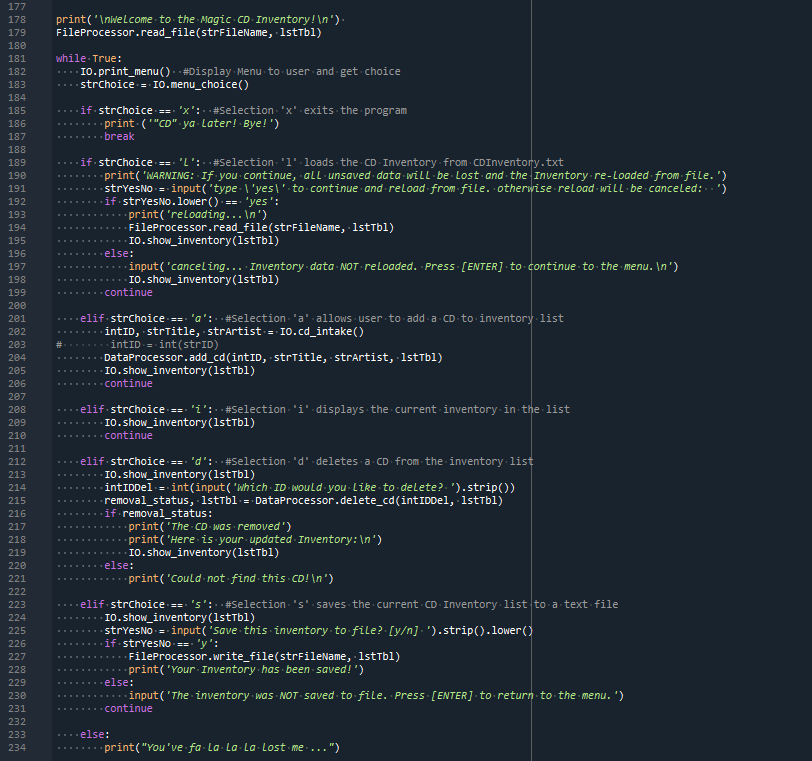 177
178 print('\nWelcome to the Magic CD Inventory!\n')
179 FileProcessor.read_file(strFileName, lstTbl)
180
181 while True:
182     IO.print_menu()  #Display Menu to user and get choice
183     strChoice = IO.menu_choice()
184
185     if strChoice == 'x':  #Selection 'x' exits the program
186         print ('"CD" ya later! Bye!')
187         break
188
189     if strChoice == 'l':  #Selection 'l' loads the CD Inventory from CDInventory.txt
190         print('WARNING: If you continue, all unsaved data will be lost and the Inventory re-loaded from file.')
191         strYesNo = input('type \'yes\' to continue and reload from file. otherwise reload will be canceled:  ')
192         if strYesNo.lower() == 'yes':
193             print('reloading...\n')
194             FileProcessor.read_file(strFileName, lstTbl)
195             IO.show_inventory(lstTbl)
196         else:
197             input('canceling... Inventory data NOT reloaded. Press [ENTER] to continue to the menu.\n')
198             IO.show_inventory(lstTbl)
199         continue
200
201     elif strChoice == 'a':  #Selection 'a' allows user to add a CD to inventory list
202         intID, strTitle, strArtist = IO.cd_intake()
203 #        intID = int(strID)
204         DataProcessor.add_cd(intID, strTitle, strArtist, lstTbl)
205         IO.show_inventory(lstTbl)
206         continue
207
208     elif strChoice == 'i':  #Selection 'i' displays the current inventory in the list
209         IO.show_inventory(lstTbl)
210         continue
211
212     elif strChoice == 'd':  #Selection 'd' deletes a CD from the inventory list
213         IO.show_inventory(lstTbl)
214         intIDDel = int(input('Which ID would you like to delete? ').strip())
215         removal_status, lstTbl = DataProcessor.delete_cd(intIDDel, lstTbl)
216         if removal_status:
217             print('The CD was removed')
218             print('Here is your updated Inventory:\n')
219             IO.show_inventory(lstTbl)
220         else:
221             print('Could not find this CD!\n')
222
223     elif strChoice == 's':  #Selection 's' saves the current CD Inventory list to a text file
224         IO.show_inventory(lstTbl)
225         strYesNo = input('Save this inventory to file? [y/n] ').strip().lower()
226         if strYesNo == 'y':
227             FileProcessor.write_file(strFileName, lstTbl)
228             print('Your Inventory has been saved!')
229         else:
230             input('The inventory was NOT saved to file. Press [ENTER] to return to the menu.')
231         continue
232
233     else:
234         print("You've fa la la la lost me ...")